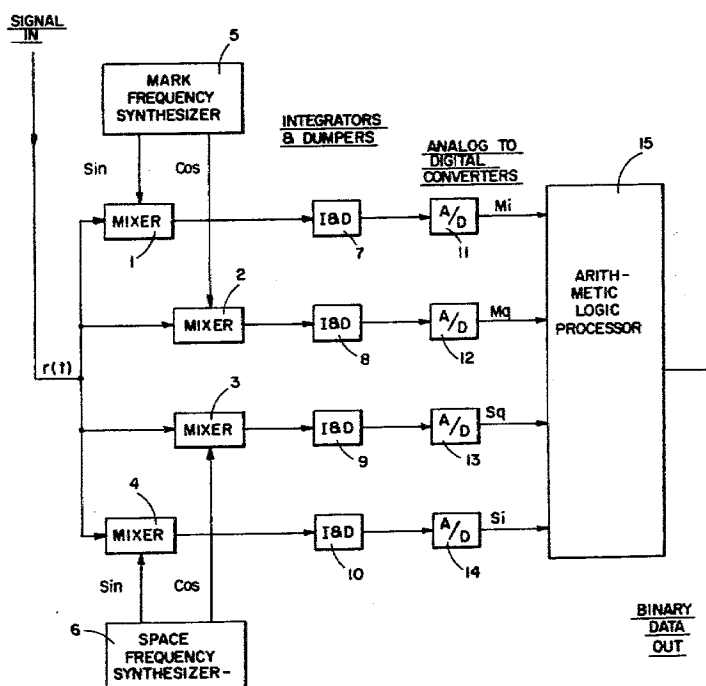 SIGNAL
IN
5
MARK
FREQUENCY
SYNTHESIZER
INTEGRATORS
& DUMPERS
ANALOG TO
DIGITAL
CONVERTERS
15
Sin
Cos
MIXER
1
I&D
7
A/D
11
Mi
2
MIXER
I&D
8
A/D
12
Mq
ARITH-
METIC
LOGIC
PROCESSOR
r(t)
3
MIXER
I&D
9
A/D
13
Sq
4
MIXER
I&D
10
A/D
14
Si
Sin
Cos
6
SPACE
FREQUENCY
SYNTHESIZER-
BINARY
DATA
OUT